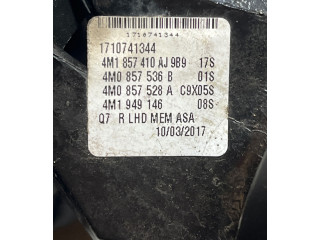 1710741344
1710741344
4M1 857 410 AJ 9B9 17S
4M0 857 536 B 01S
4M0 857 528 A C9X05S
4M1 949 146 08S
Q7 R LHD MEM ASA
10/03/2017